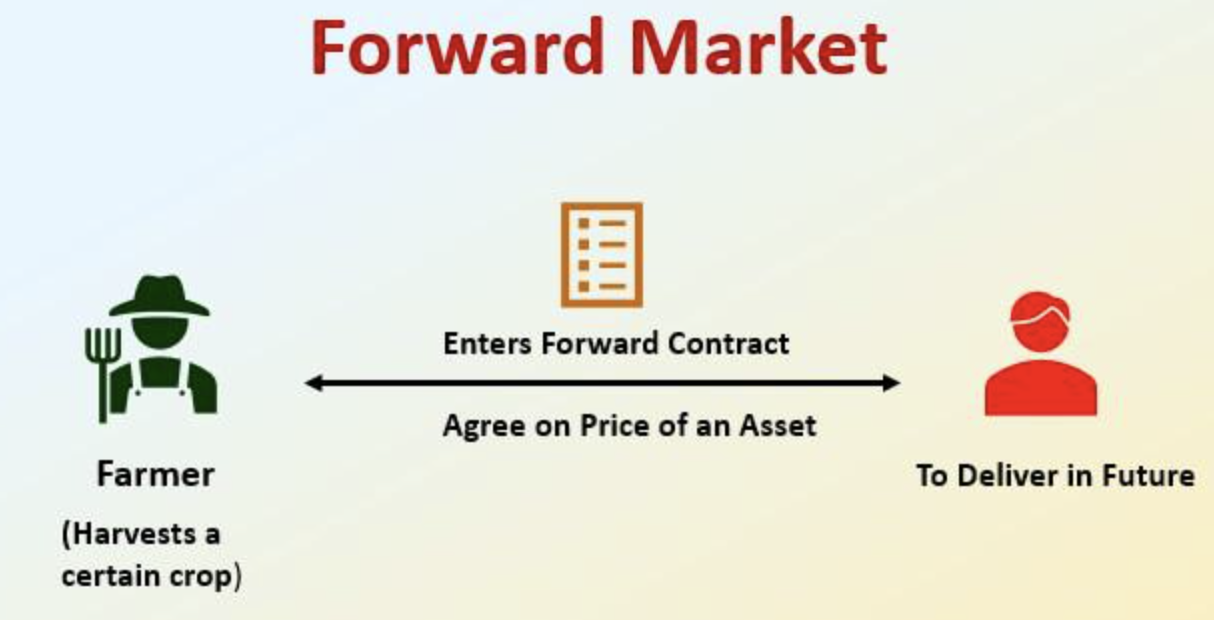 Forward Market
Enters Forward Contract
Agree on Price of an Asset
Farmer
(Harvests a
certain crop)
To Deliver in Future